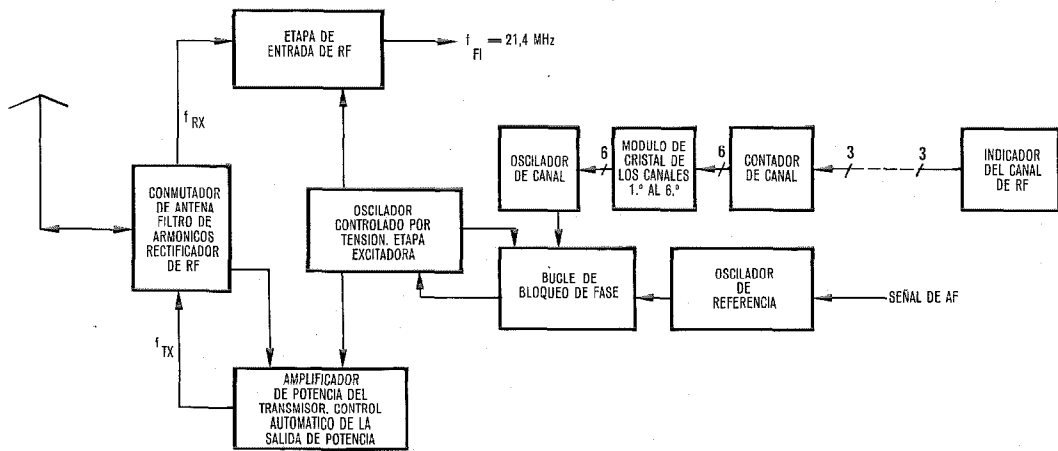 ETAPA DE
ENTRADA DE RF
f FI = 21,4 MHz
f RX
CONMUTADOR
DE ANTENA
FILTRO DE
ARMONICOS
RECTIFICADOR
DE RF
OSCILADOR
CONTROLADO POR
TENSION. ETAPA
EXCITADORA
OSCILADOR
DE CANAL
6
MODULO DE
CRISTAL DE
LOS CANALES
1.º AL 6.º
6
CONTADOR
DE CANAL
3
3
INDICADOR
DEL CANAL
DE RF
BUCLE DE
BLOQUEO DE FASE
OSCILADOR
DE
REFERENCIA
SEÑAL DE AF
f TX
AMPLIFICADOR
DE POTENCIA DEL
TRANSMISOR. CONTROL
AUTOMATICO DE LA
SALIDA DE POTENCIA